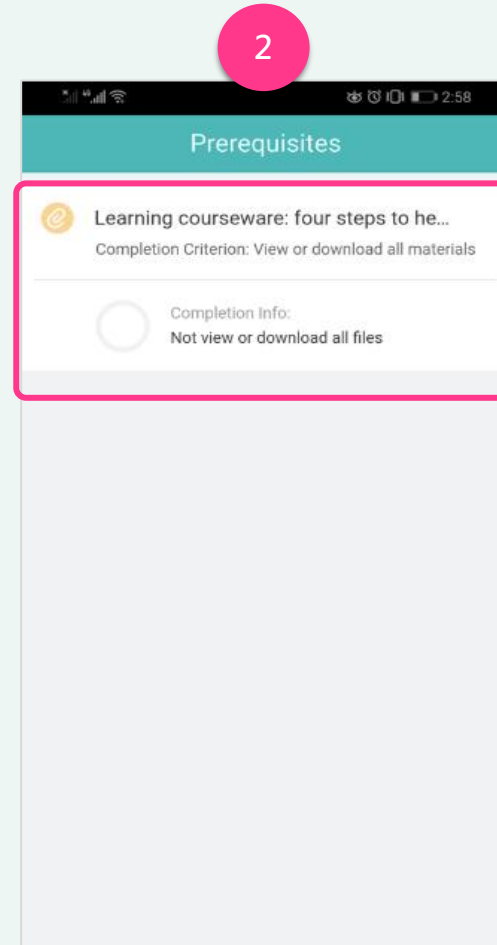 2
4G 2:58
Prerequisites
Learning courseware: four steps to he...
Completion Criterion: View or download all materials
Completion Info:
Not view or download all files